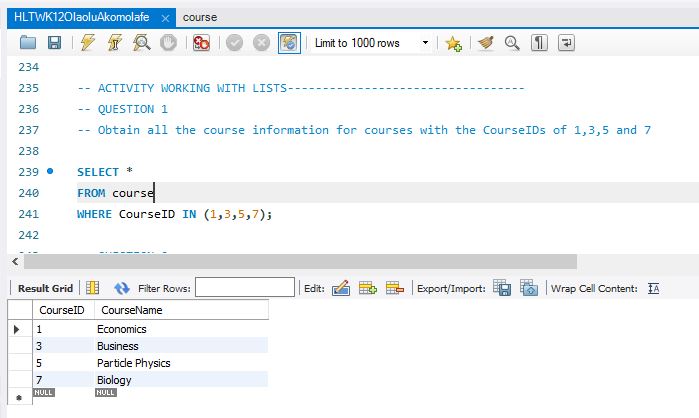 HLTWK12OlaoluAkomolafe × course
Limit to 1000 rows
234
235 -- ACTIVITY WORKING WITH LISTS----------------------------------
236 -- QUESTION 1
237 -- Obtain all the course information for courses with the CourseIDs of 1,3,5 and 7
238
239 SELECT *
240 FROM course
241 WHERE CourseID IN (1,3,5,7);
242
Result Grid Filter Rows: Edit: Export/Import: Wrap Cell Content:
CourseID CourseName
1 Economics
3 Business
5 Particle Physics
7 Biology
NULL NULL